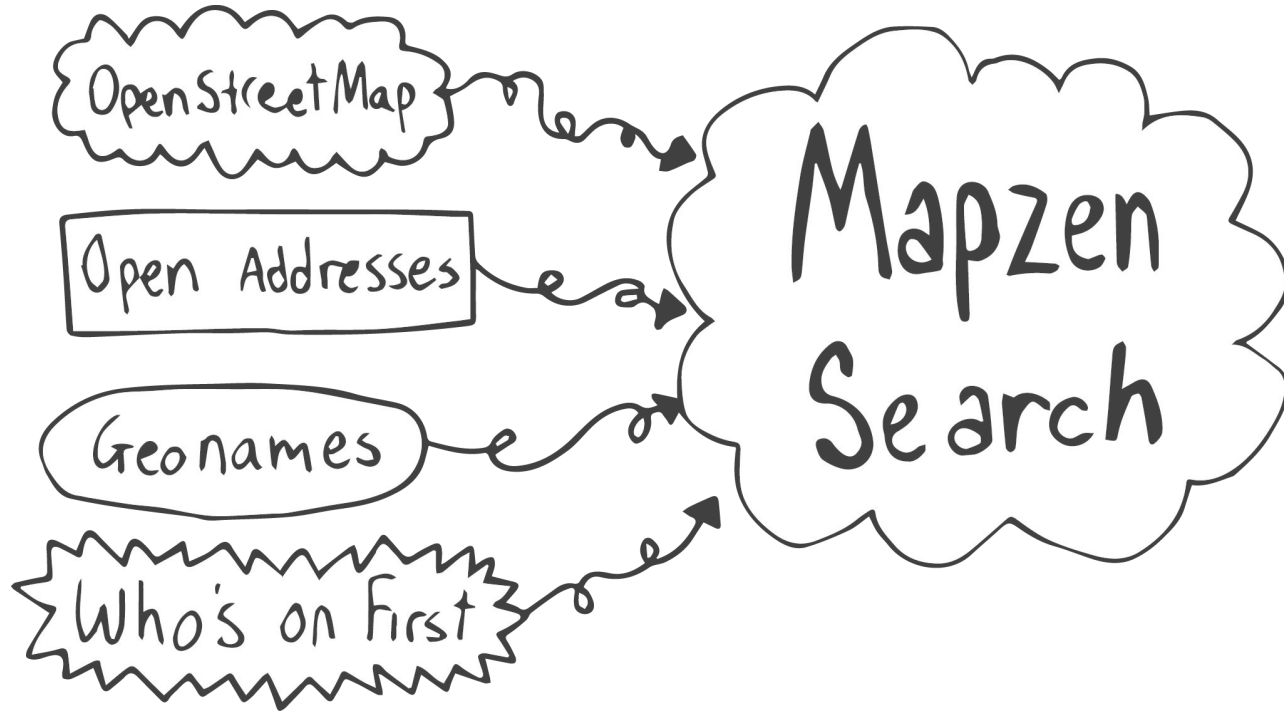 OpenStreetMap
Open Addresses
Geonames
Who's on First
Mapzen
Search